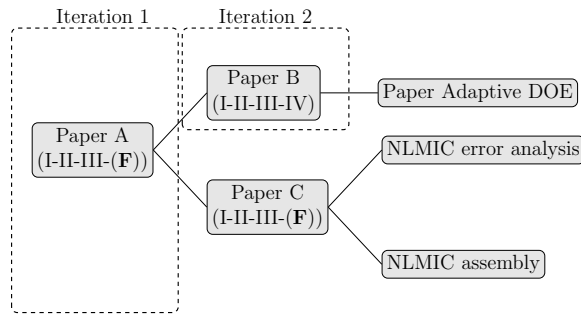 Iteration 1
Iteration 2
Paper A
(I-II-III-(F))
Paper B
(I-II-III-IV)
Paper C
(I-II-III-(F))
Paper Adaptive DOE
NLMIC error analysis
NLMIC assembly